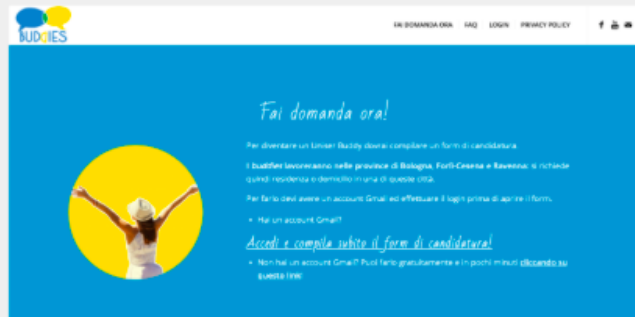 BUDDIES
FAI DOMANDA ORA FAQ LOGIN PRIVACY POLICY
Fai domanda ora!
Per diventare un Uniser Buddy dovrai compilare un form di candidatura.
I buddier lavoreranno nelle province di Bologna, Forlì-Cesena e Ravenna: si richiede
quindi residenza o domicilio in una di queste città.
Per farlo devi avere un account Gmail ed effettuare il login prima di aprire il form.
• Hai un account Gmail?
Accedi e compila subito il form di candidatura!
• Non hai un account Gmail? Puoi farlo gratuitamente e in pochi minuti cliccando su
questo link!